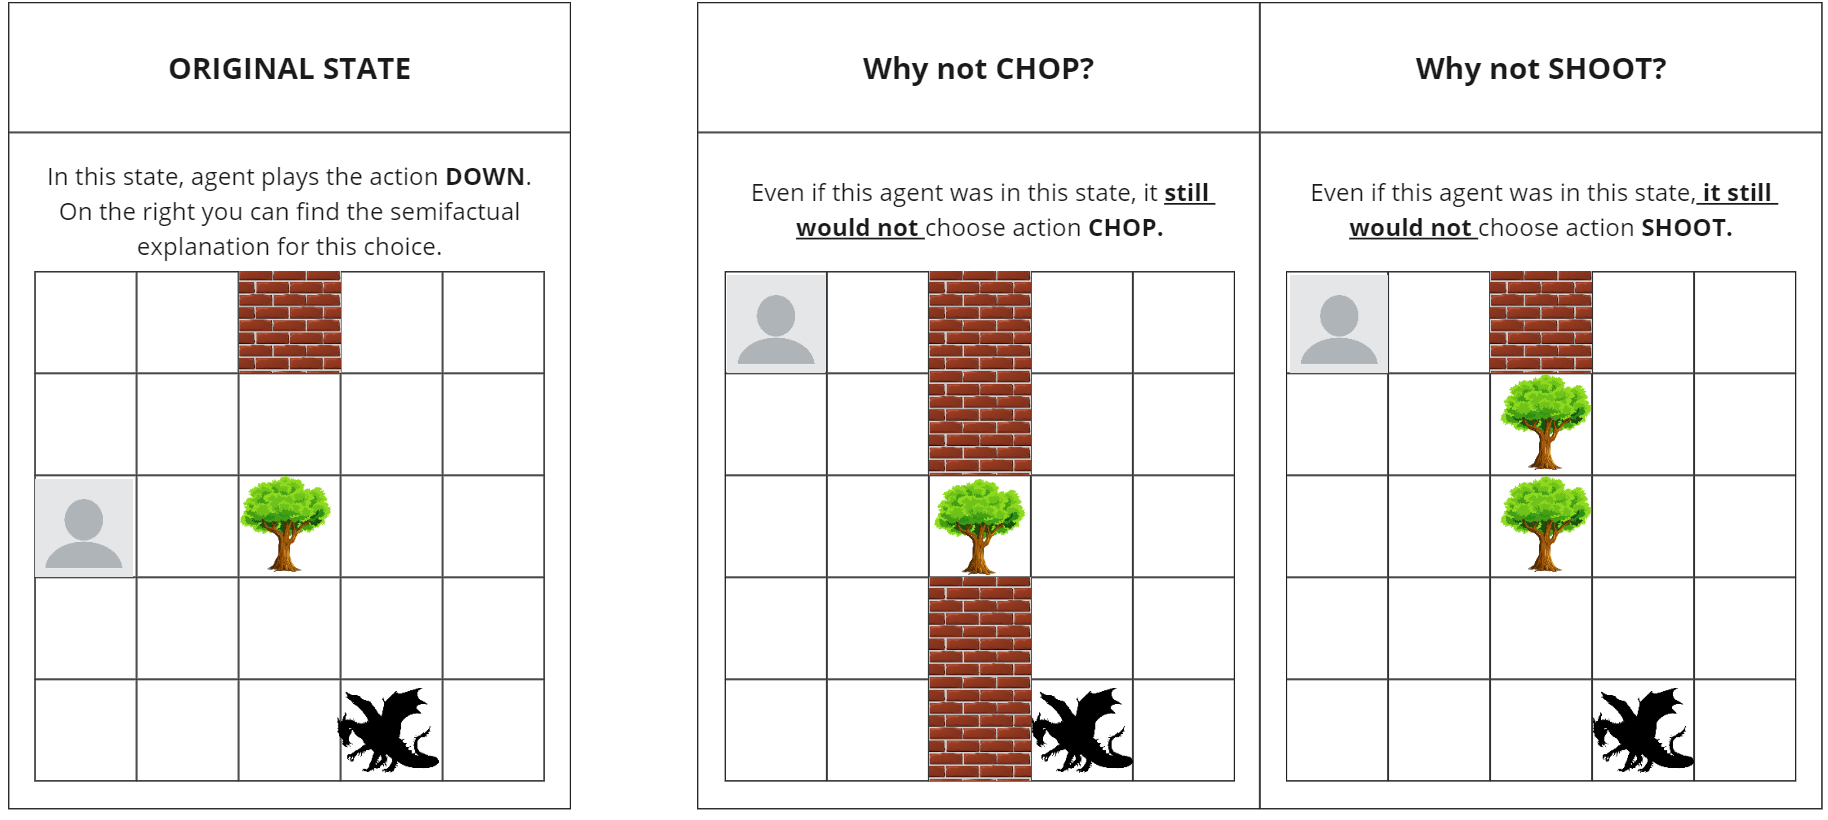 ORIGINAL STATE
In this state, agent plays the action DOWN.
On the right you can find the semifactual
explanation for this choice.
Why not CHOP?
Even if this agent was in this state, it still
would not choose action CHOP.
Why not SHOOT?
Even if this agent was in this state, it still
would not choose action SHOOT.